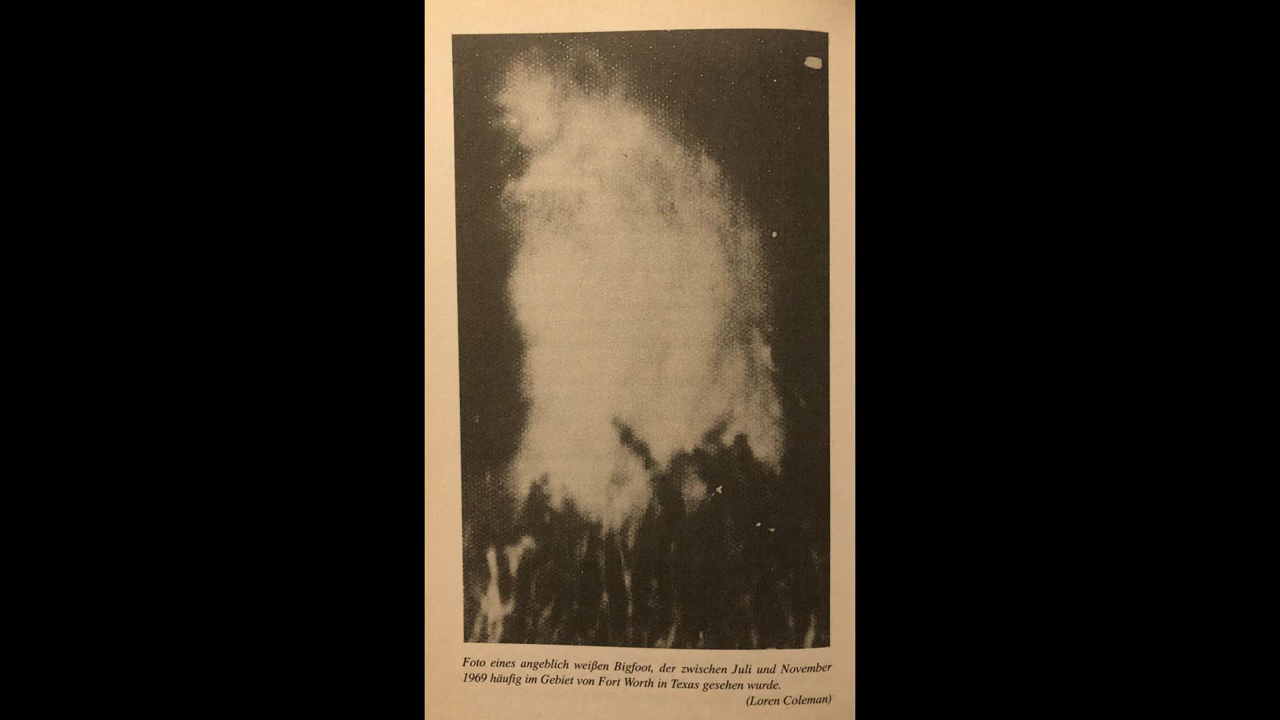 Foto eines angeblich weißen Bigfoot, der zwischen Juli und November
1969 häufig im Gebiet von Fort Worth in Texas gesehen wurde.
(Loren Coleman)